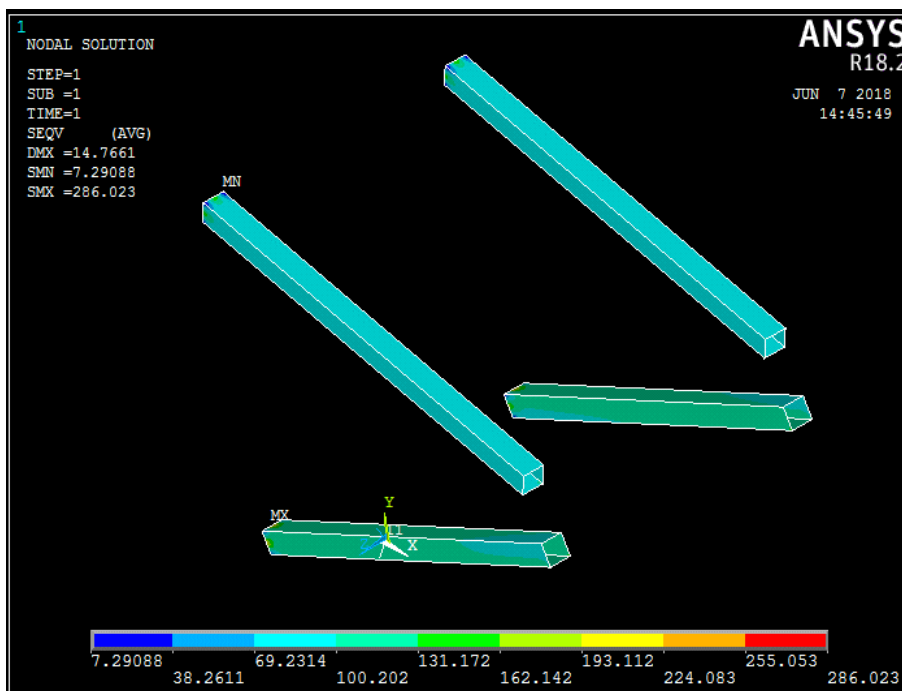 1
NODAL SOLUTION
STEP=1
SUB =1
TIME=1
SEQV (AVG)
DMX =14.7661
SMN =7.29088
SMX =286.023
ANSYS
R18.2
JUN 7 2018
14:45:49
MN
MX
Y
Z
X
7.29088 69.2314 131.172 193.112 255.053
38.2611 100.202 162.142 224.083 286.023